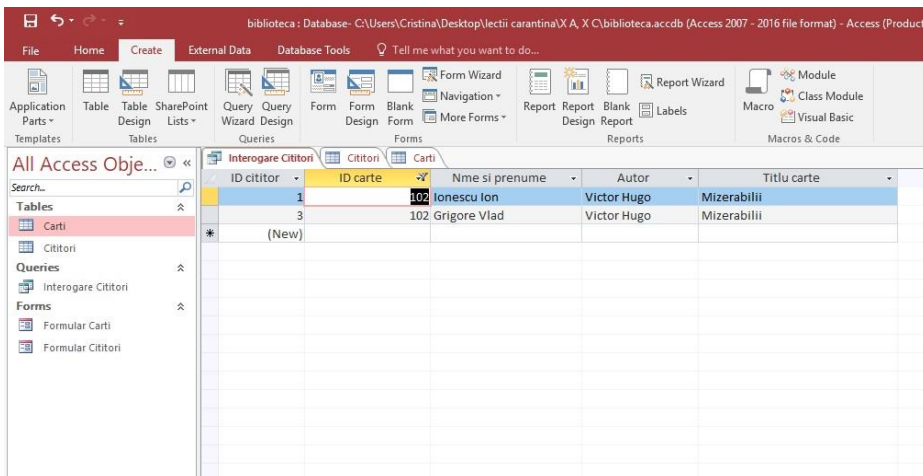 biblioteca : Database- C:\Users\Cristina\Desktop\lectii carantina\X A, X C\biblioteca.accdb (Access 2007 - 2016 file format) - Access (Product
File Home Create External Data Database Tools Tell me what you want to do...
Application Parts
Table
Table Design
SharePoint Lists
Query Wizard
Query Design
Form
Form Design
Blank Form
Form Wizard
Navigation
More Forms
Report
Report Design
Blank Report
Report Wizard
Labels
Macro
Module
Class Module
Visual Basic
Templates Tables Queries Forms Reports Macros & Code
All Access Obje... «
Search...
Tables
Carti
Cititori
Queries
Interogare Cititori
Forms
Formular Carti
Formular Cititori
Interogare Cititori Cititori Carti
ID cititor ID carte Nme si prenume Autor Titlu carte
1 102 Ionescu Ion Victor Hugo Mizerabilii
3 102 Grigore Vlad Victor Hugo Mizerabilii
* (New)